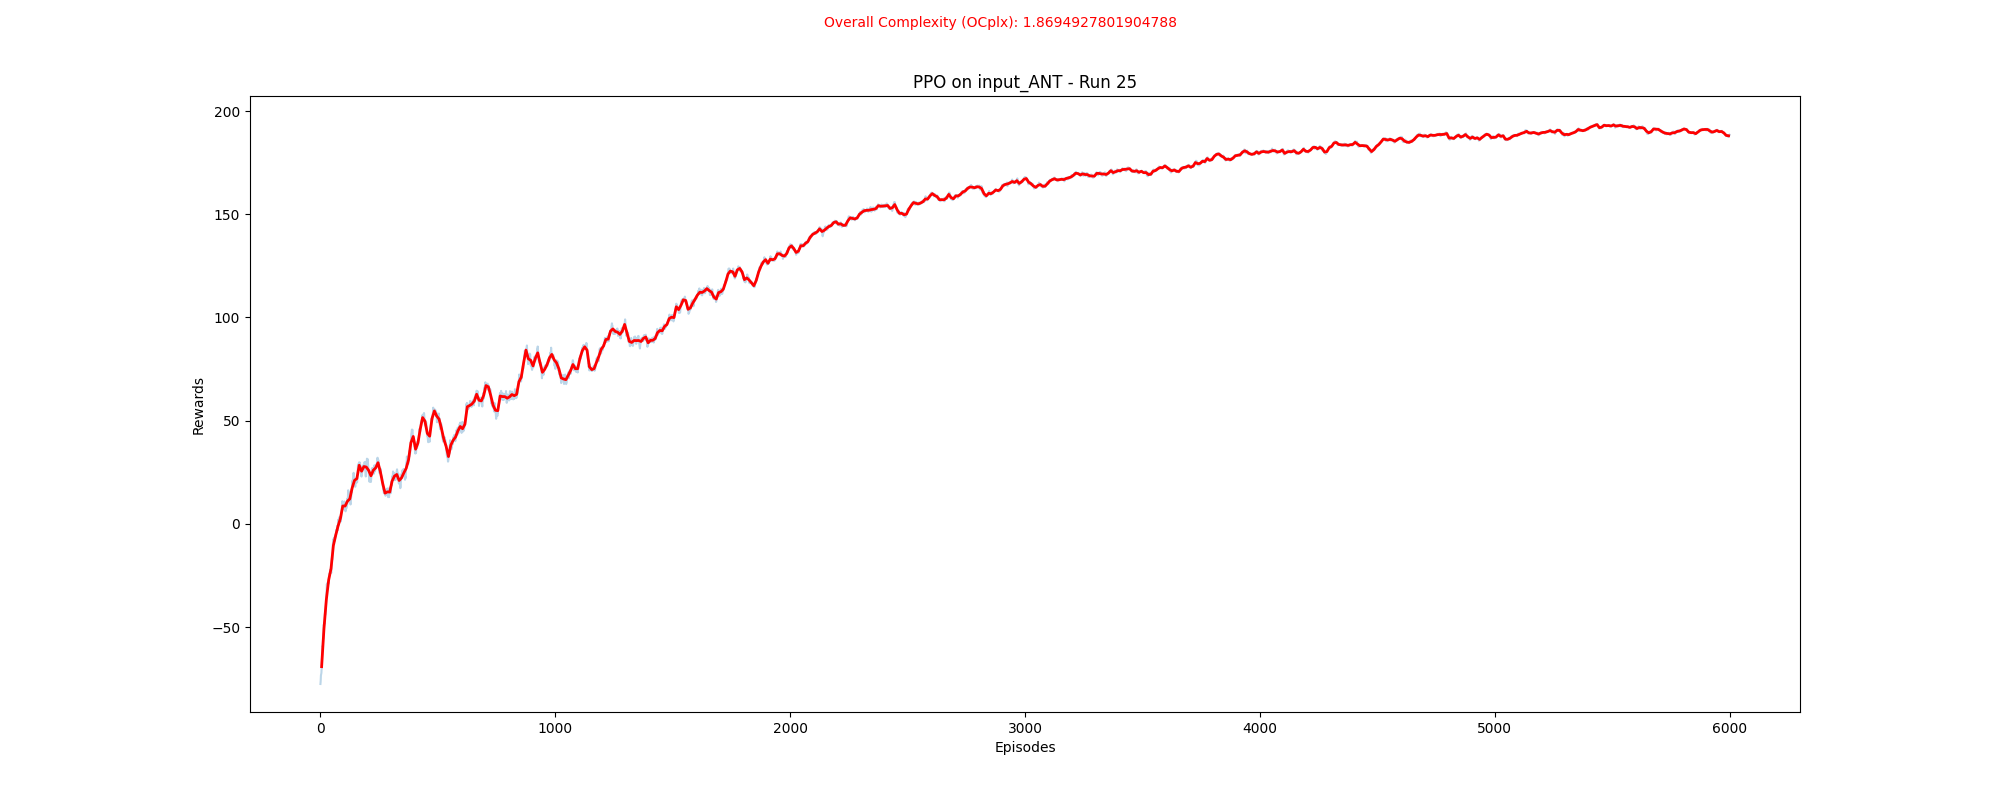 Overall Complexity (OCplx): 1.8694927801904788
PPO on input_ANT - Run 25
200
150
100
50
0
−50
Rewards
0 1000 2000 3000 4000 5000 6000
Episodes